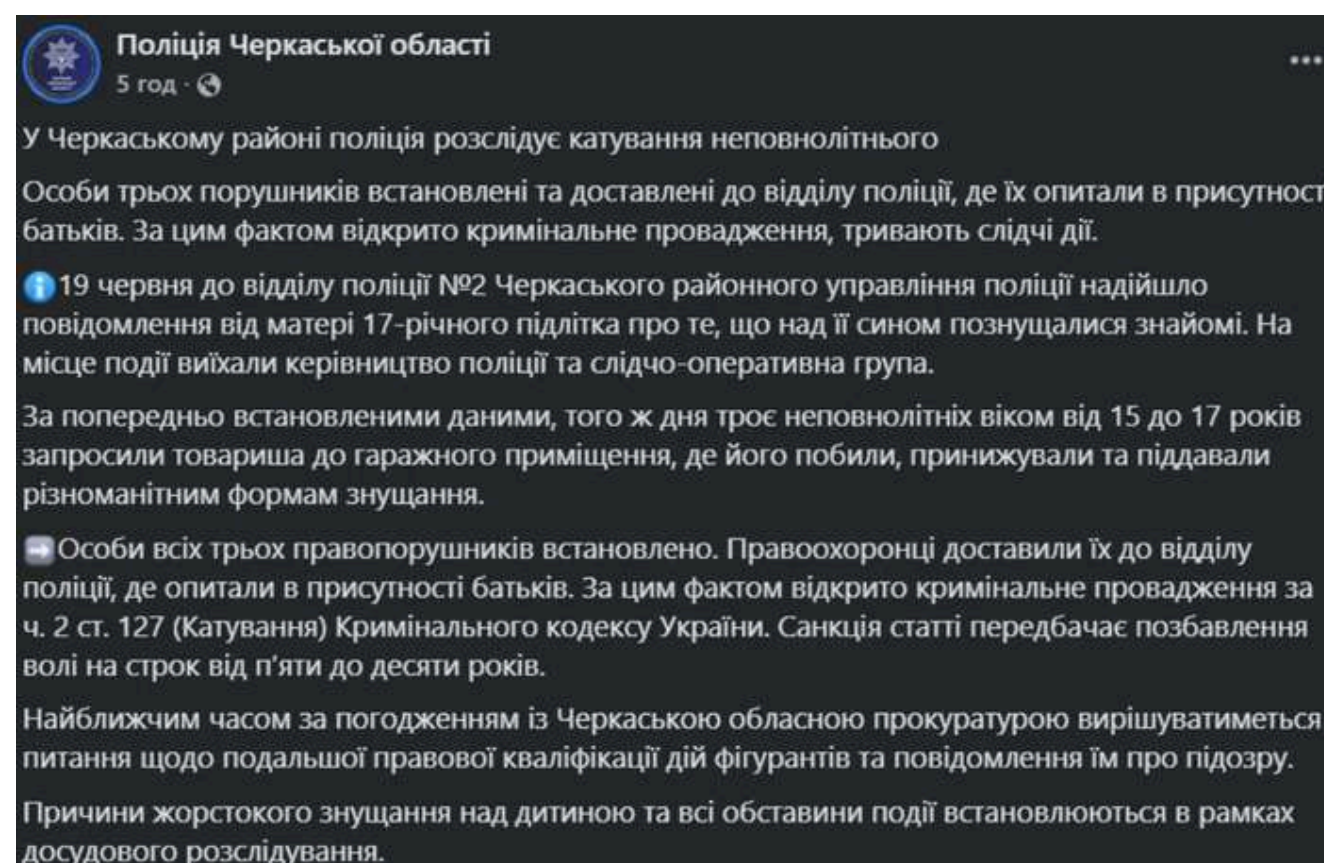 Поліція Черкаської області
5 год ·
У Черкаському районі поліція розслідує катування неповнолітнього
Особи трьох порушників встановлені та доставлені до відділу поліції, де їх опитали в присутност
батьків. За цим фактом відкрито кримінальне провадження, тривають слідчі дії.
19 червня до відділу поліції №2 Черкаського районного управління поліції надійшло
повідомлення від матері 17-річного підлітка про те, що над її сином познущалися знайомі. На
місце події виїхали керівництво поліції та слідчо-оперативна група.
За попередньо встановленими даними, того ж дня троє неповнолітніх віком від 15 до 17 років
запросили товариша до гаражного приміщення, де його побили, принижували та піддавали
різноманітним формам знущання.
Особи всіх трьох правопорушників встановлено. Правоохоронці доставили їх до відділу
поліції, де опитали в присутності батьків. За цим фактом відкрито кримінальне провадження за
ч. 2 ст. 127 (Катування) Кримінального кодексу України. Санкція статті передбачає позбавлення
волі на строк від п'яти до десяти років.
Найближчим часом за погодженням із Черкаською обласною прокуратурою вирішуватиметься
питання щодо подальшої правової кваліфікації дій фігурантів та повідомлення їм про підозру.
Причини жорстокого знущання над дитиною та всі обставини події встановлюються в рамках
досудового розслідування.